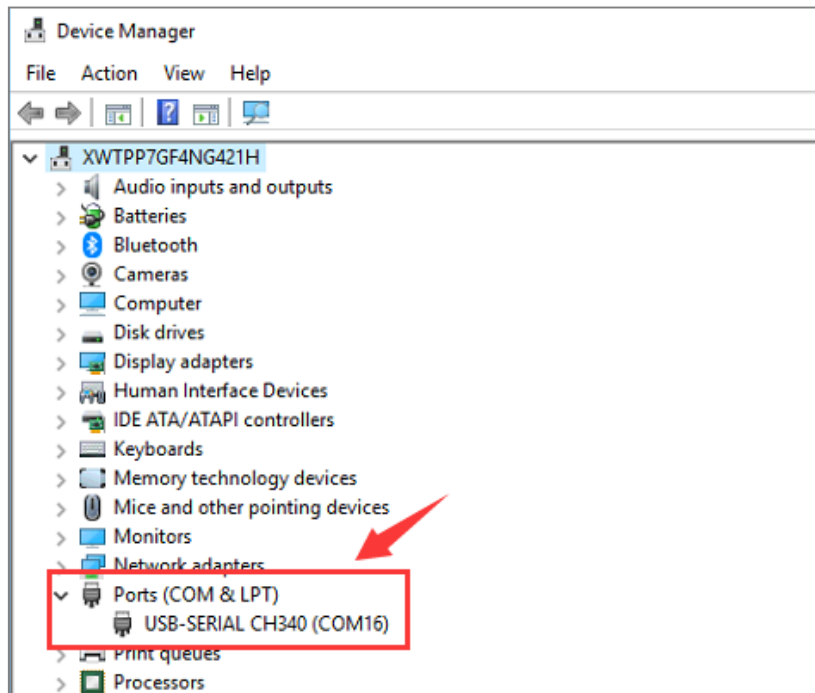 Device Manager
File Action View Help
XWTPP7GF4NG421H
Audio inputs and outputs
Batteries
Bluetooth
Cameras
Computer
Disk drives
Display adapters
Human Interface Devices
IDE ATA/ATAPI controllers
Keyboards
Memory technology devices
Mice and other pointing devices
Monitors
Network adapters
Ports (COM & LPT)
USB-SERIAL CH340 (COM16)
Print queues
Processors